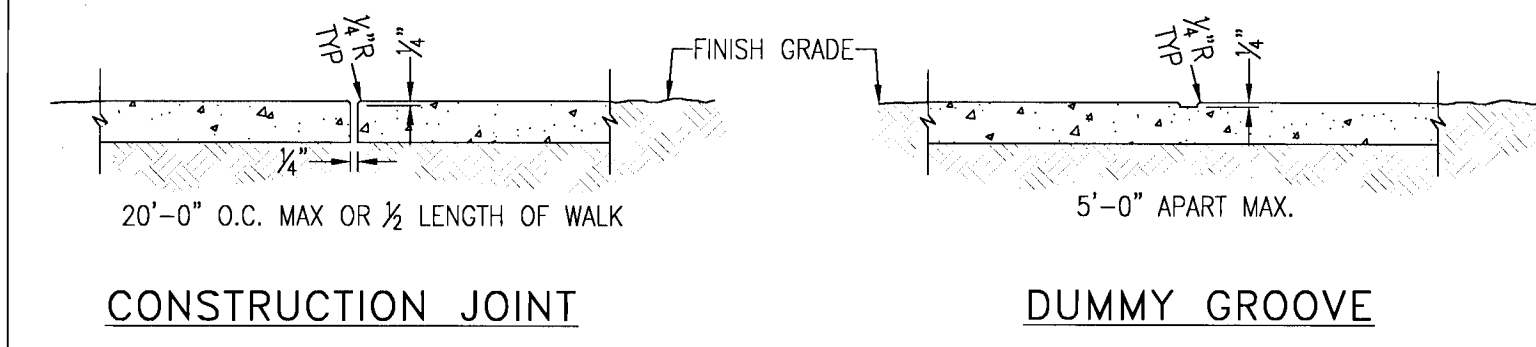 ¼"R
TYP
¼"
FINISH GRADE
¼"R
TYP
¼"
¼"
20'-0" O.C. MAX OR ½ LENGTH OF WALK
5'-0" APART MAX.
CONSTRUCTION JOINT
DUMMY GROOVE